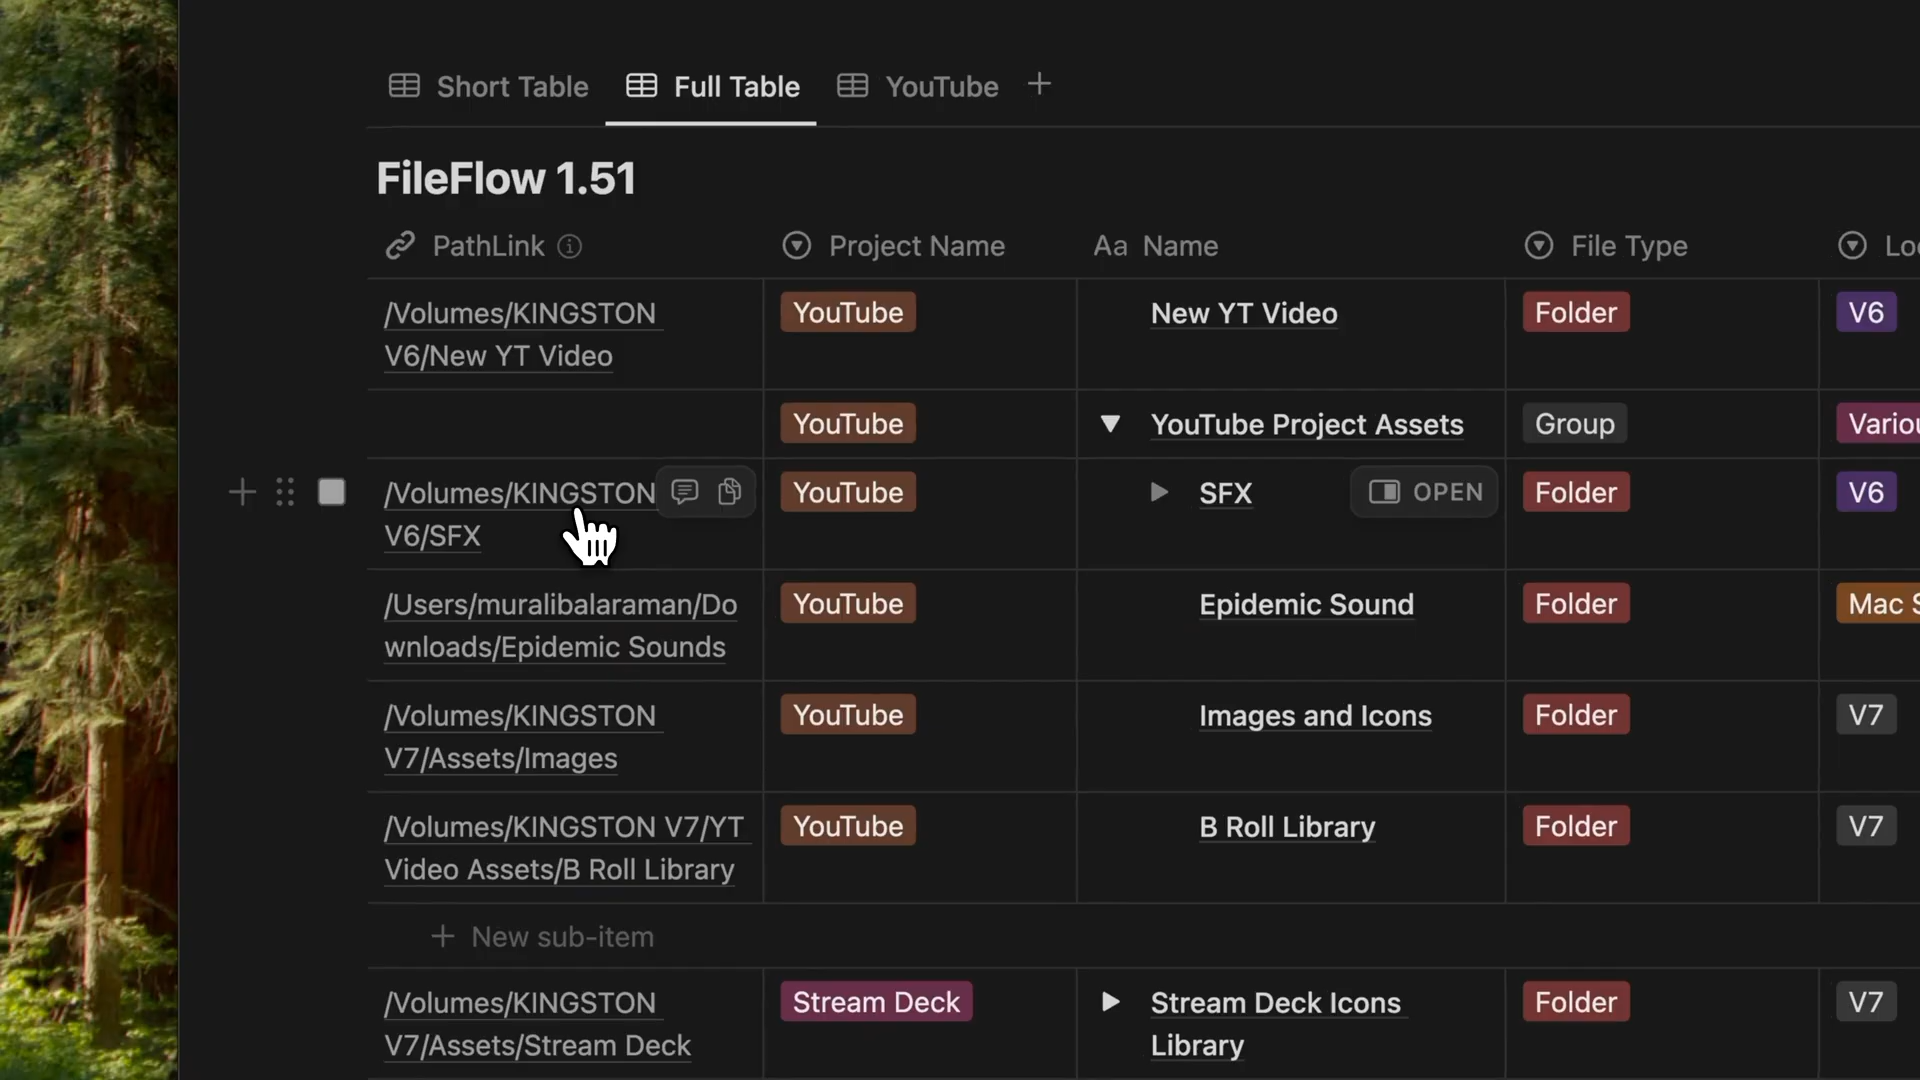 Short Table Full Table YouTube
FileFlow 1.51
PathLink Project Name Aa Name File Type
/Volumes/KINGSTON YouTube New YT Video Folder V6
V6/New YT Video
YouTube YouTube Project Assets Group
/Volumes/KINGSTON YouTube SFX OPEN Folder V6
V6/SFX
/Users/muralibalaraman/Do YouTube Epidemic Sound Folder Mac
wnloads/Epidemic Sounds
/Volumes/KINGSTON YouTube Images and Icons Folder V7
V7/Assets/Images
/Volumes/KINGSTON V7/YT YouTube B Roll Library Folder V7
Video Assets/B Roll Library
New sub-item
/Volumes/KINGSTON Stream Deck Stream Deck Icons Folder V7
V7/Assets/Stream Deck Library